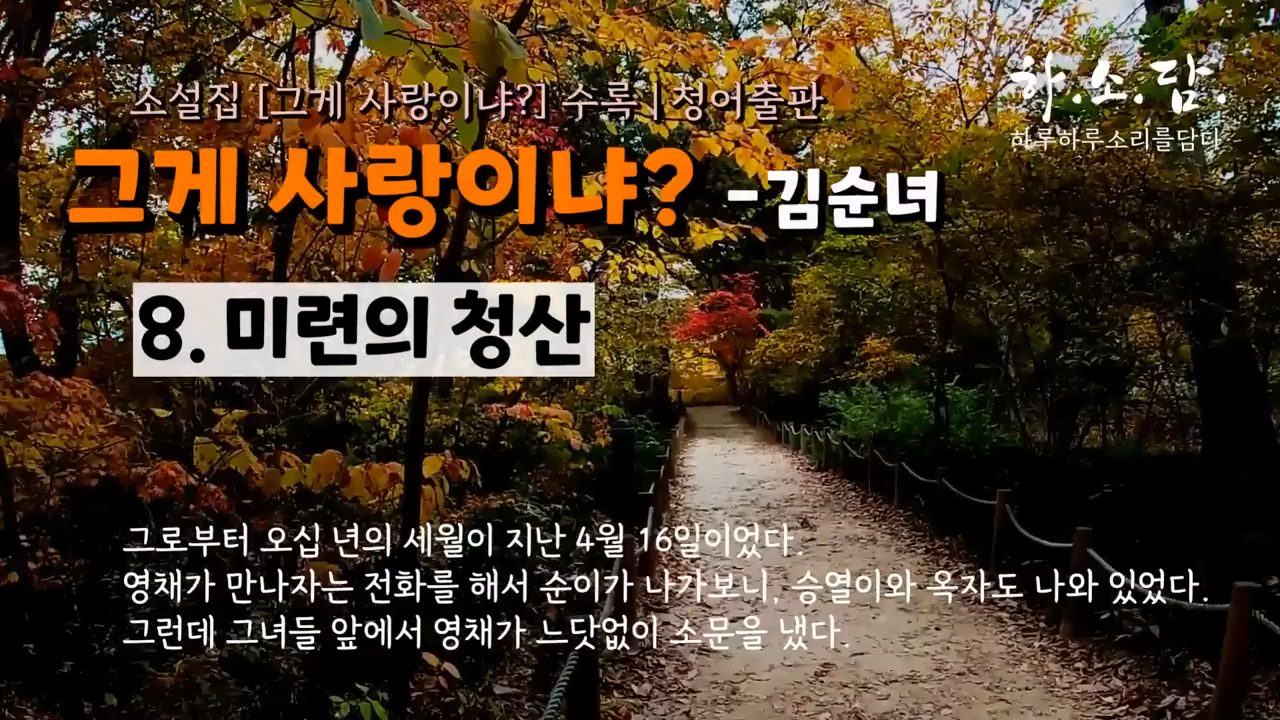 소설집 [그게 사랑이냐?] 수록 | 청어출판
하.소.담.
하루하루소리를담다
그게 사랑이냐? -김순녀
8. 미련의 청산
그로부터 오십 년의 세월이 지난 4월 16일이었다.
영채가 만나자는 전화를 해서 순이가 나가보니, 승열이와 옥자도 나와 있었다.
그런데 그녀들 앞에서 영채가 느닷없이 소문을 냈다.